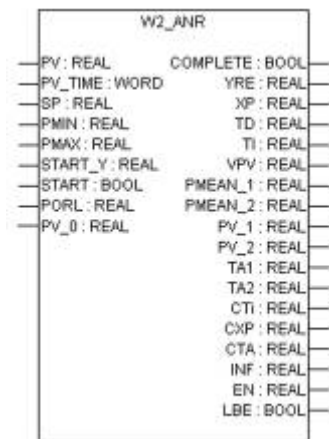 W2_ANR
PV : REAL COMPLETE : BOOL
PV_TIME : WORD YRE : REAL
SP : REAL XP : REAL
PMIN : REAL TD : REAL
PMAX : REAL TI : REAL
START_Y : REAL VPV : REAL
START : BOOL PMEAN_1 : REAL
PORL : REAL PMEAN_2 : REAL
PV_0 : REAL PV_1 : REAL
PV_2 : REAL
TA1 : REAL
TA2 : REAL
CTi : REAL
CXP : REAL
CTA : REAL
INF : REAL
EN : REAL
LBE : BOOL